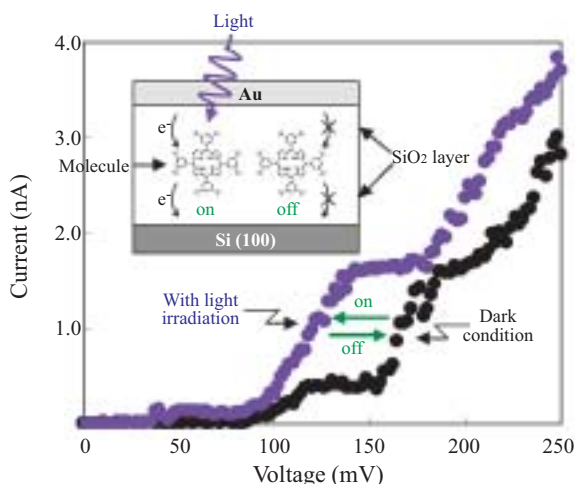 Light
4.0
3.0
2.0
1.0
Current (nA)
Au
e-
e-
Molecule
on
off
SiO2 layer
Si (100)
With light
irradiation
on
off
Dark
condition
0
50
100
150
200
250
Voltage (mV)